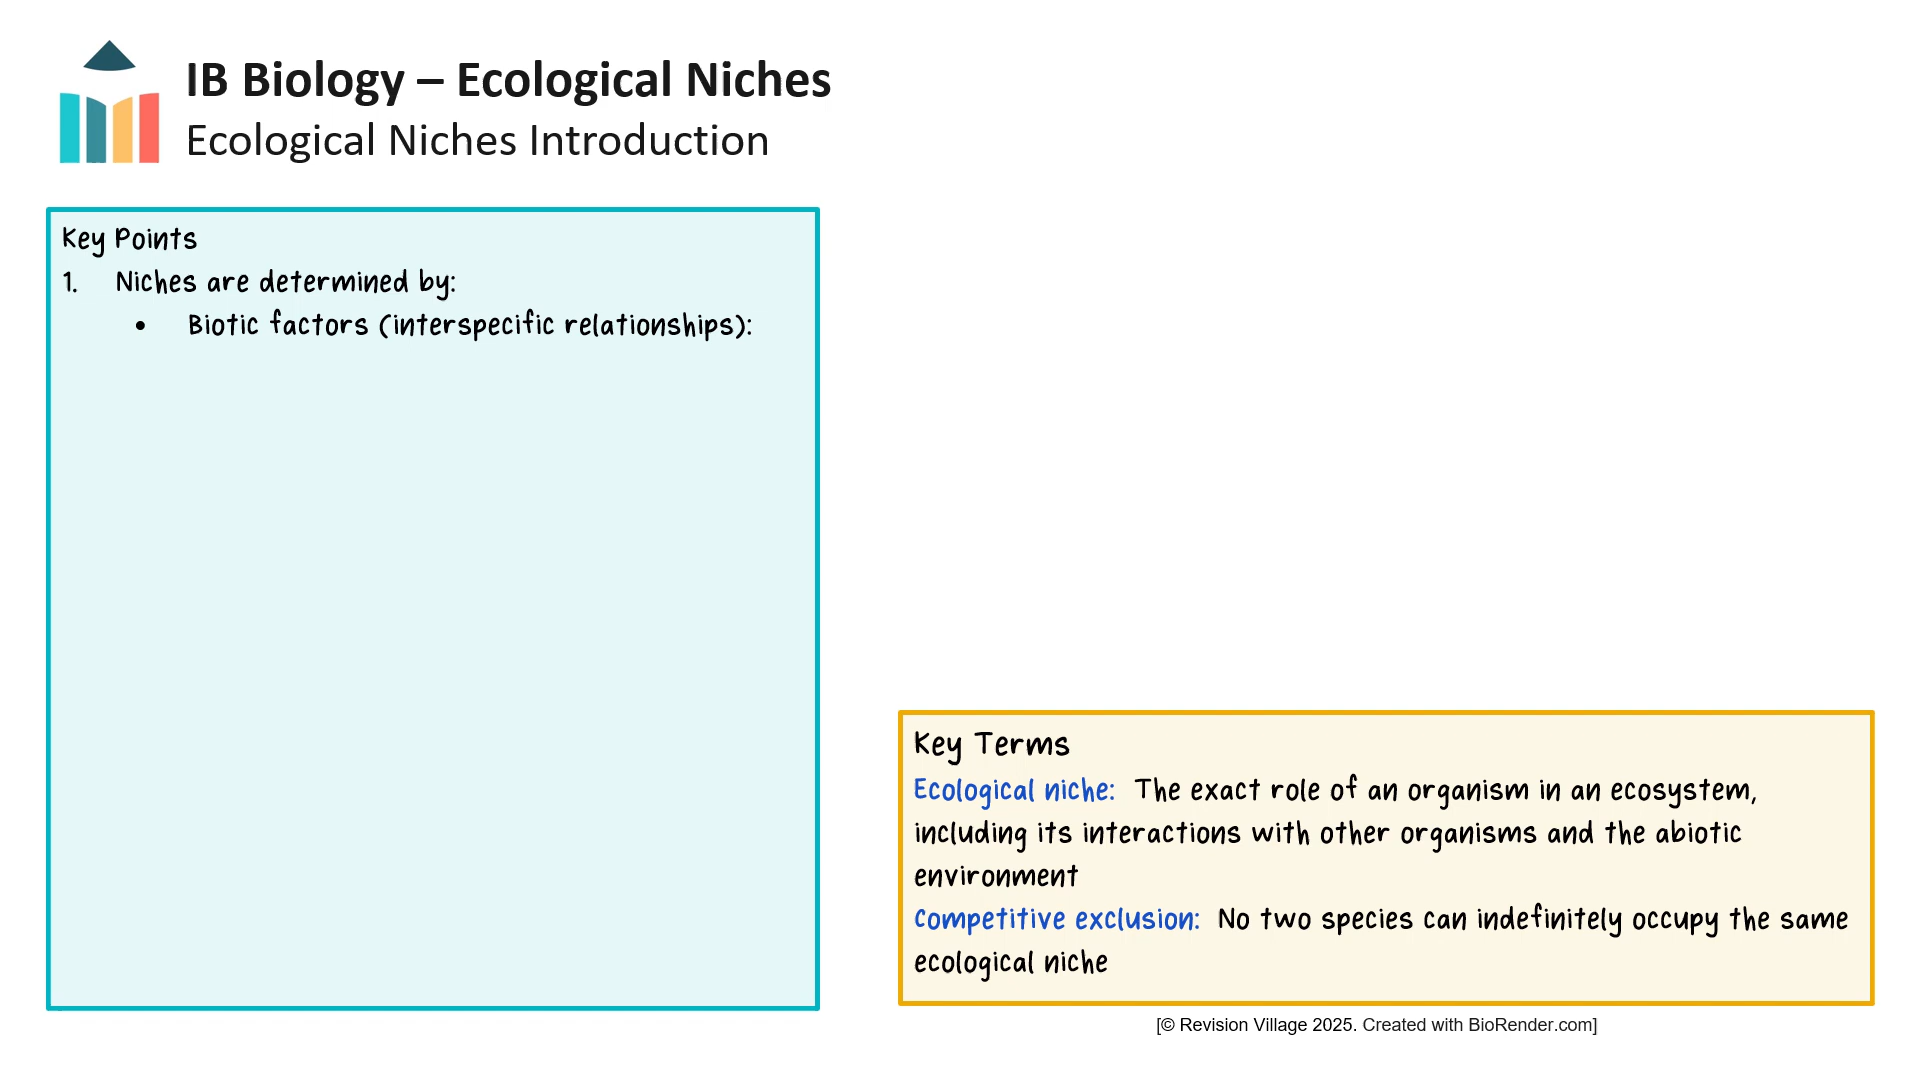 IB Biology – Ecological Niches
Ecological Niches Introduction
Key Points
1. Niches are determined by:
• Biotic factors (interspecific relationships):
Key Terms
Ecological niche: The exact role of an organism in an ecosystem,
including its interactions with other organisms and the abiotic
environment
Competitive exclusion: No two species can indefinitely occupy the same
ecological niche
[© Revision Village 2025. Created with BioRender.com]